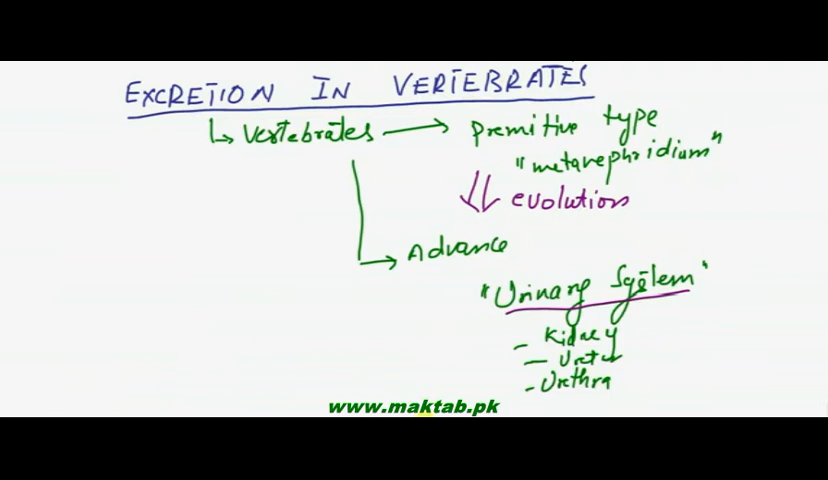 EXCRETION IN VERTEBRATES
Vertebrates → premitive type
"metanephridium"
evolution
Advance
"Urinary System"
- Kidney
- Ureter
- Urethra
www.maktab.pk